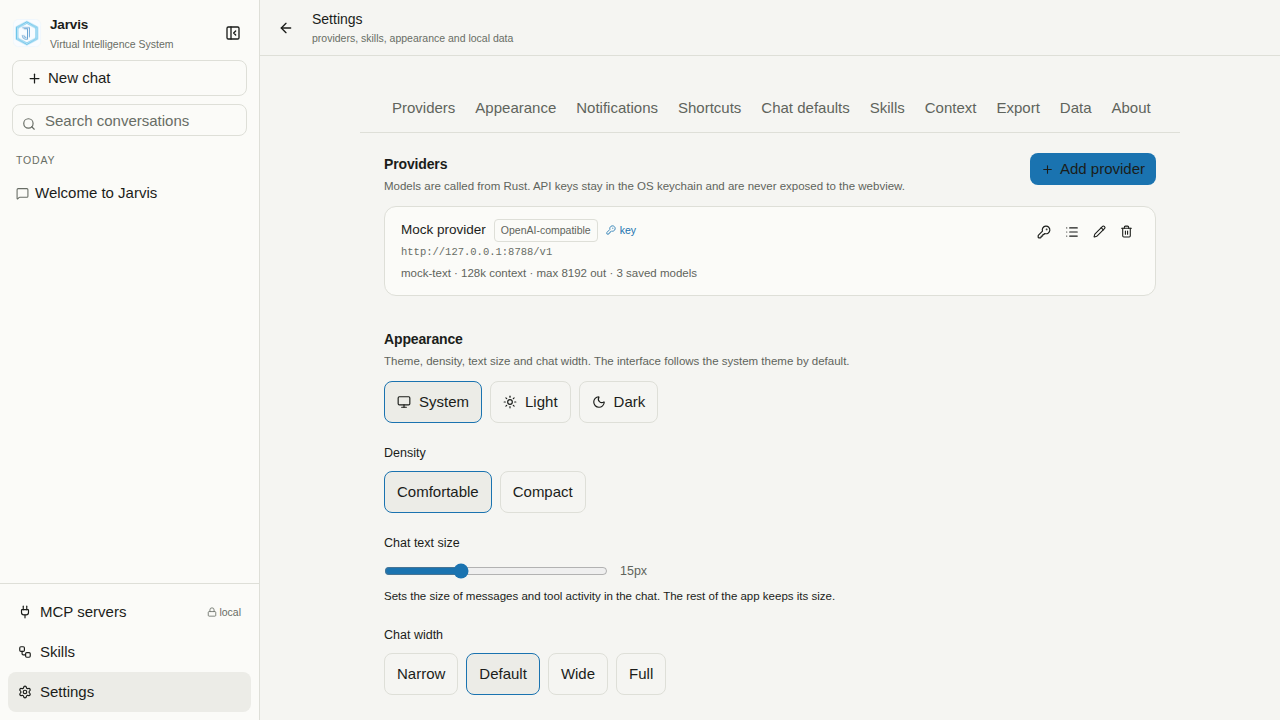 Jarvis
Virtual Intelligence System
New chat
Search conversations
TODAY
Welcome to Jarvis
MCP servers
local
Skills
Settings
Settings
providers, skills, appearance and local data
Providers Appearance Notifications Shortcuts Chat defaults Skills Context Export Data About
Providers
Models are called from Rust. API keys stay in the OS keychain and are never exposed to the webview.
Add provider
Mock provider OpenAI-compatible key
http://127.0.0.1:8788/v1
mock-text · 128k context · max 8192 out · 3 saved models
Appearance
Theme, density, text size and chat width. The interface follows the system theme by default.
System Light Dark
Density
Comfortable Compact
Chat text size
15px
Sets the size of messages and tool activity in the chat. The rest of the app keeps its size.
Chat width
Narrow Default Wide Full